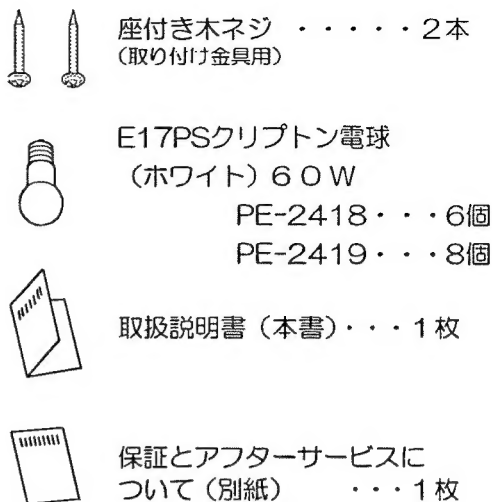 座付き木ネジ ・・・・・2本
(取り付け金具用)
E17PSクリプトン電球
(ホワイト)60W
PE-2418・・・6個
PE-2419・・・8個
取扱説明書(本書)・・・1枚
保証とアフターサービスに
ついて(別紙) ・・・1枚